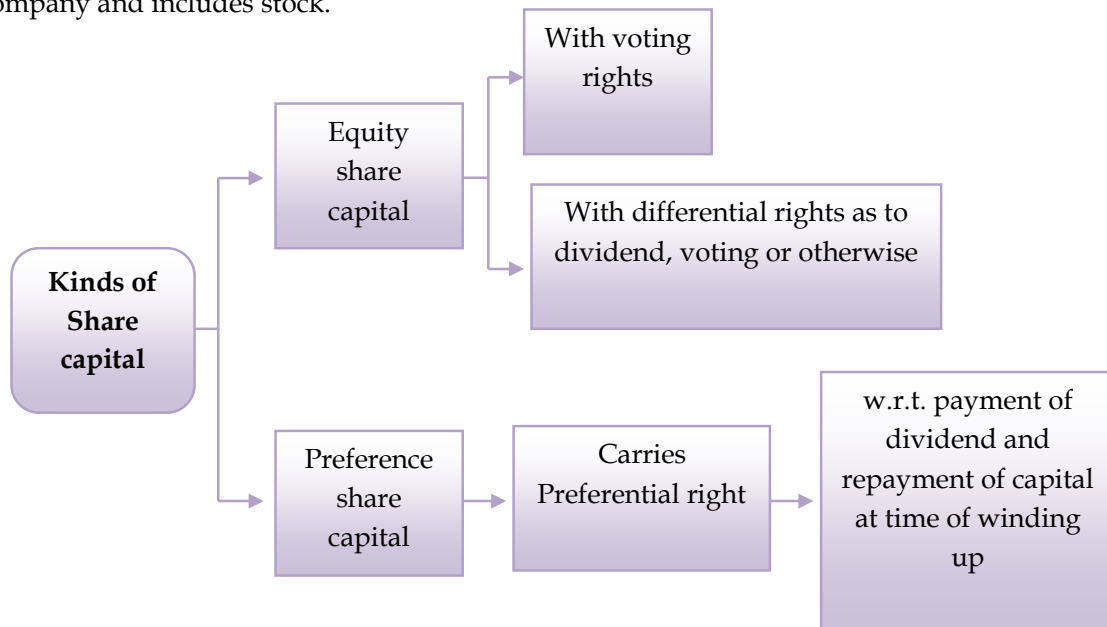 ompany and includes stock.
With voting
rights
Equity
share
capital
With differential rights as to
dividend, voting or otherwise
Kinds of
Share
capital
Preference
share
capital
Carries
Preferential right
w.r.t. payment of
dividend and
repayment of capital
at time of winding
up